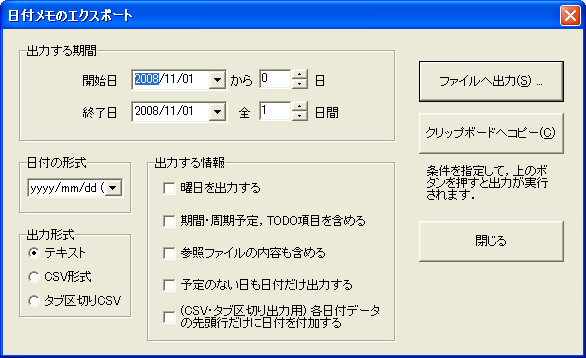 日付メモのエクスポート
出力する期間
開始日 2008/11/01 から 0 日
終了日 2008/11/01 全 1 日間
日付の形式
yyyy/mm/dd (
出力形式
テキスト
CSV形式
タブ区切りCSV
出力する情報
曜日を出力する
期間・周期予定，TODO項目を含める
参照ファイルの内容も含める
予定のない日も日付だけ出力する
(CSV・タブ区切り出力用) 各日付データ
の先頭行だけに日付を付加する
ファイルへ出力(S) ...
クリップボードへコピー(C)
条件を指定して，上のボ
タンを押すと出力が実行
されます．
閉じる